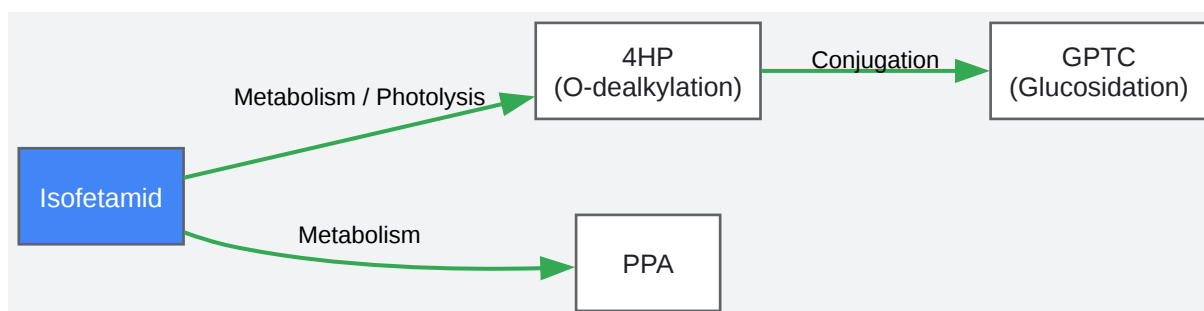 4HP
(O-dealkylation)
Conjugation
GPTC
(Glucosidation)
Metabolism / Photolysis
Isofetamid
Metabolism
PPA